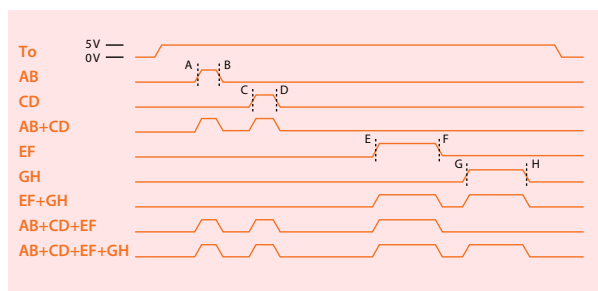 To 5V
0V
A B
AB
C D
CD
AB+CD
E F
EF
G H
GH
EF+GH
AB+CD+EF
AB+CD+EF+GH